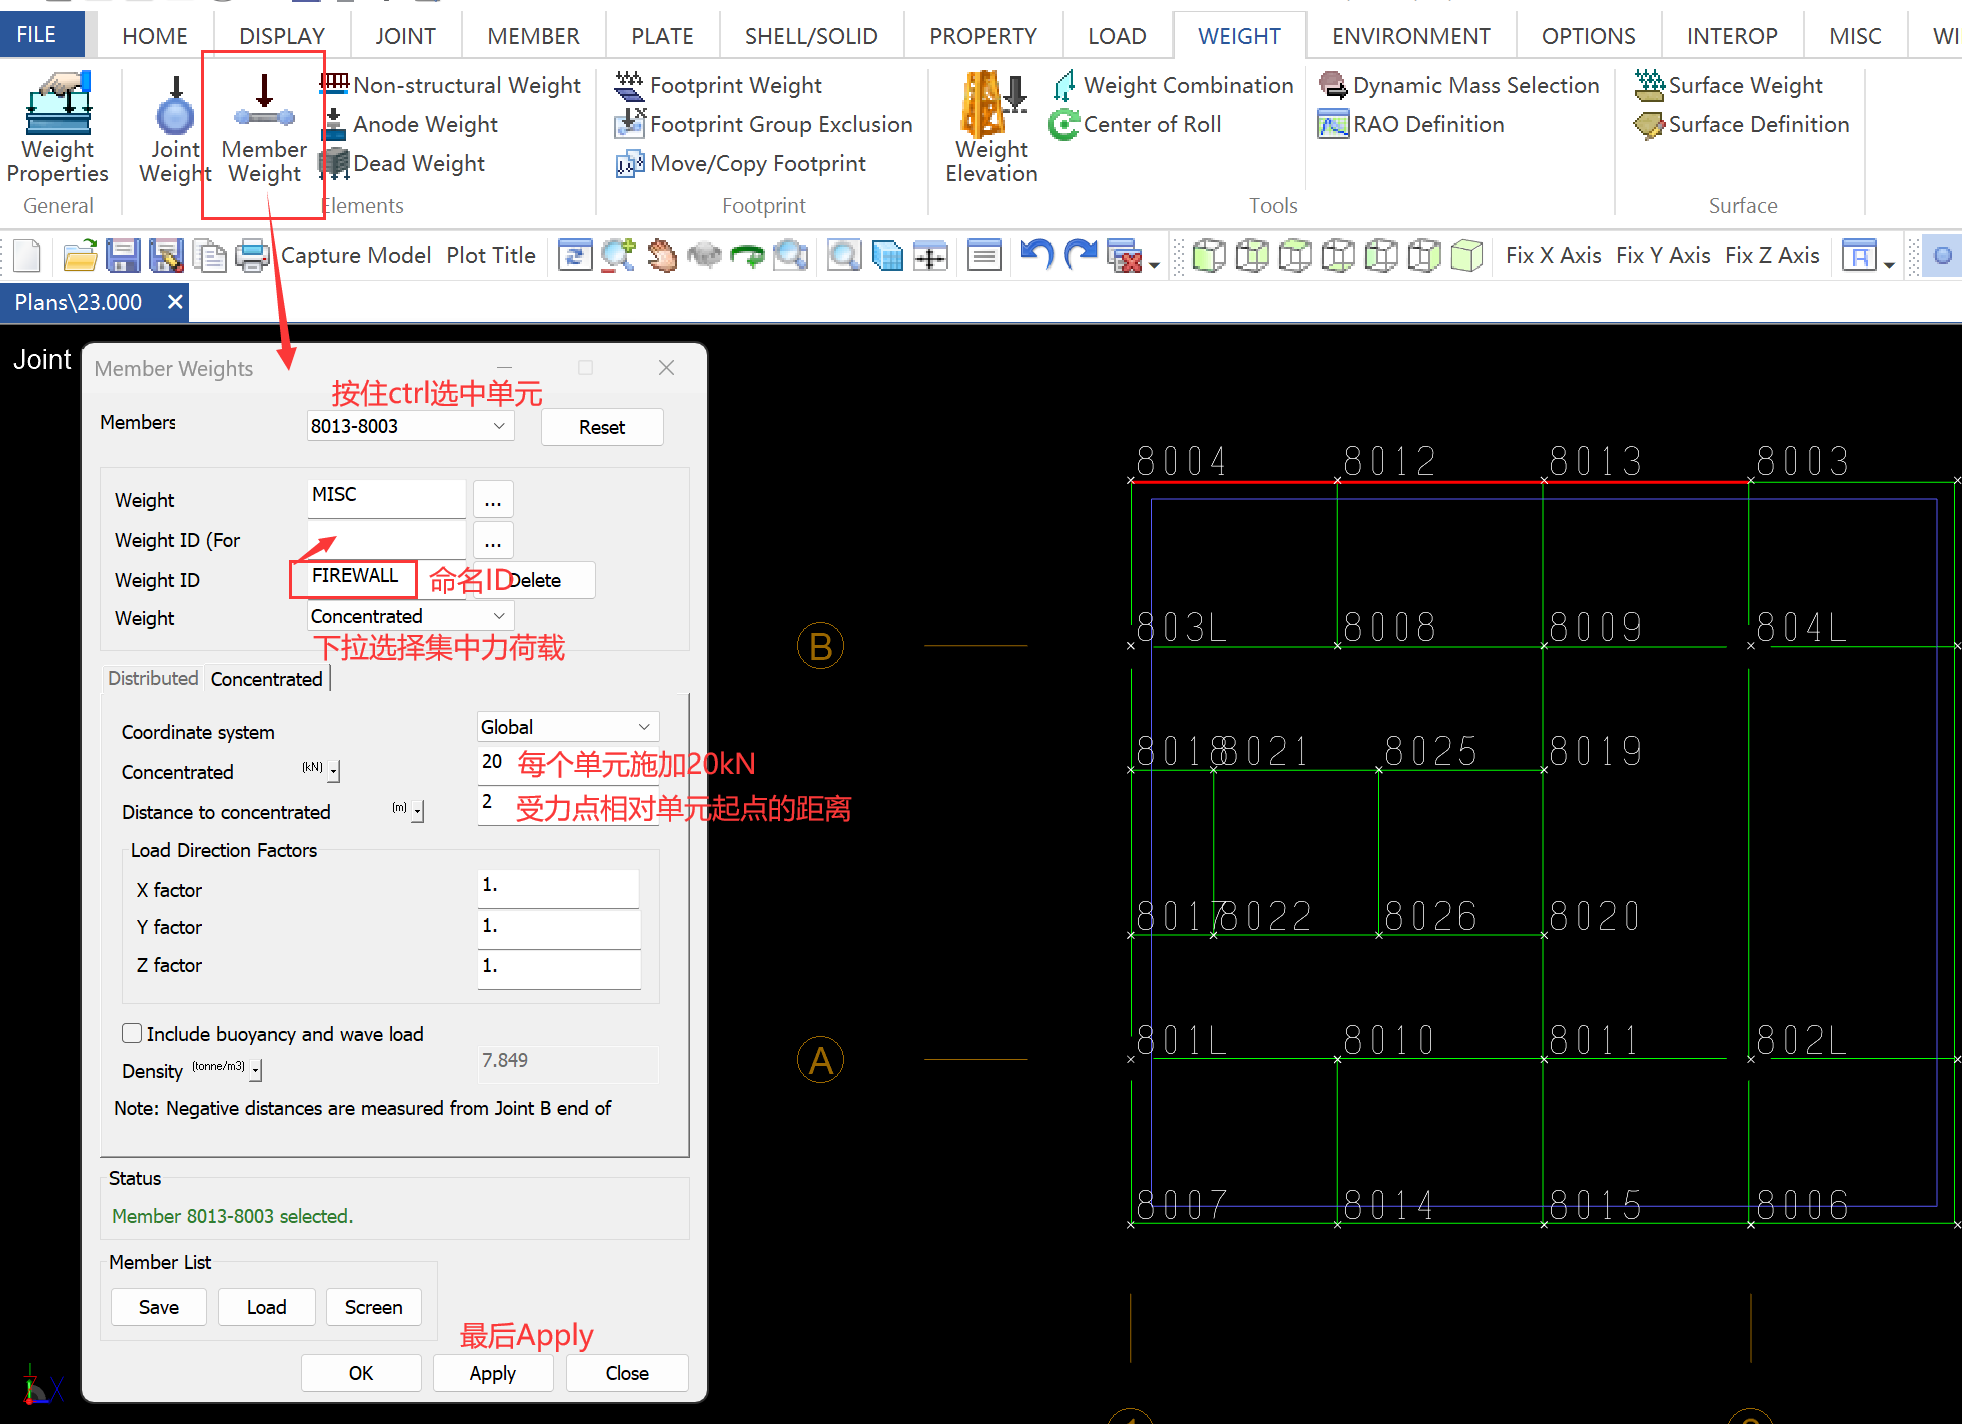 FILE HOME DISPLAY JOINT MEMBER PLATE SHELL/SOLID PROPERTY LOAD WEIGHT ENVIRONMENT OPTIONS INTEROP MISC WI
Weight Properties
General
Joint Weight
Member Weight
Non-structural Weight
Anode Weight
Dead Weight
Elements
Footprint Weight
Footprint Group Exclusion
Move/Copy Footprint
Footprint
Weight Elevation
Weight Combination
Center of Roll
Dynamic Mass Selection
RAO Definition
Tools
Surface Weight
Surface Definition
Surface
Capture Model Plot Title Fix X Axis Fix Y Axis Fix Z Axis
Plans\23.000
Joint
Member Weights
按住ctrl选中单元
Members 8013-8003 Reset
Weight MISC ...
Weight ID (For ...
Weight ID FIREWALL 命名ID Delete
Weight Concentrated
下拉选择集中力荷载
Distributed Concentrated
Coordinate system Global
Concentrated (kN) 20 每个单元施加20kN
Distance to concentrated (m) 2 受力点相对单元起点的距离
Load Direction Factors
X factor 1.
Y factor 1.
Z factor 1.
Include buoyancy and wave load
Density (tonne/m3) 7.849
Note: Negative distances are measured from Joint B end of
Status
Member 8013-8003 selected.
Member List
Save Load Screen
最后Apply
OK Apply Close
8004 8012 8013 8003
B
803L 8008 8009 804L
8018 8021 8025 8019
8017 8022 8026 8020
A
801L 8010 8011 802L
8007 8014 8015 8006
X